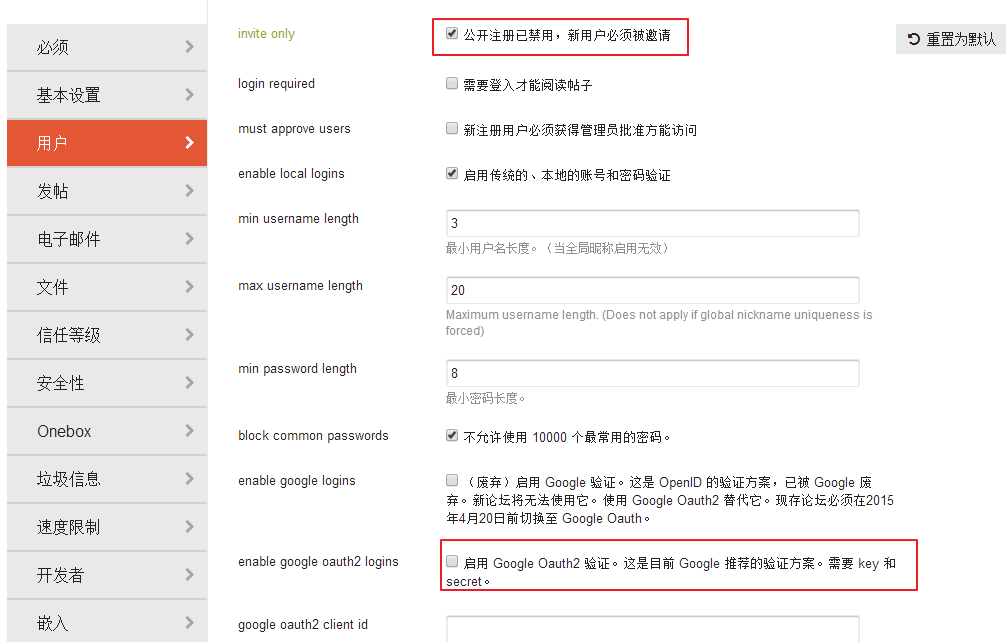 必须
基本设置
用户
发帖
电子邮件
文件
信任等级
安全性
Onebox
垃圾信息
速度限制
开发者
嵌入
invite only
公开注册已禁用，新用户必须被邀请
重置为默认
login required
需要登入才能阅读帖子
must approve users
新注册用户必须获得管理员批准方能访问
enable local logins
启用传统的、本地的账号和密码验证
min username length
3
最小用户名长度。（当全局昵称启用无效）
max username length
20
Maximum username length. (Does not apply if global nickname uniqueness is
forced)
min password length
8
最小密码长度。
block common passwords
不允许使用 10000 个最常用的密码。
enable google logins
（废弃）启用 Google 验证。这是 OpenID 的验证方案，已被 Google 废
弃。新论坛将无法使用它。使用 Google Oauth2 替代它。现存论坛必须在2015
年4月20日前切换至 Google Oauth。
enable google oauth2 logins
启用 Google Oauth2 验证。这是目前 Google 推荐的验证方案。需要 key 和
secret。
google oauth2 client id